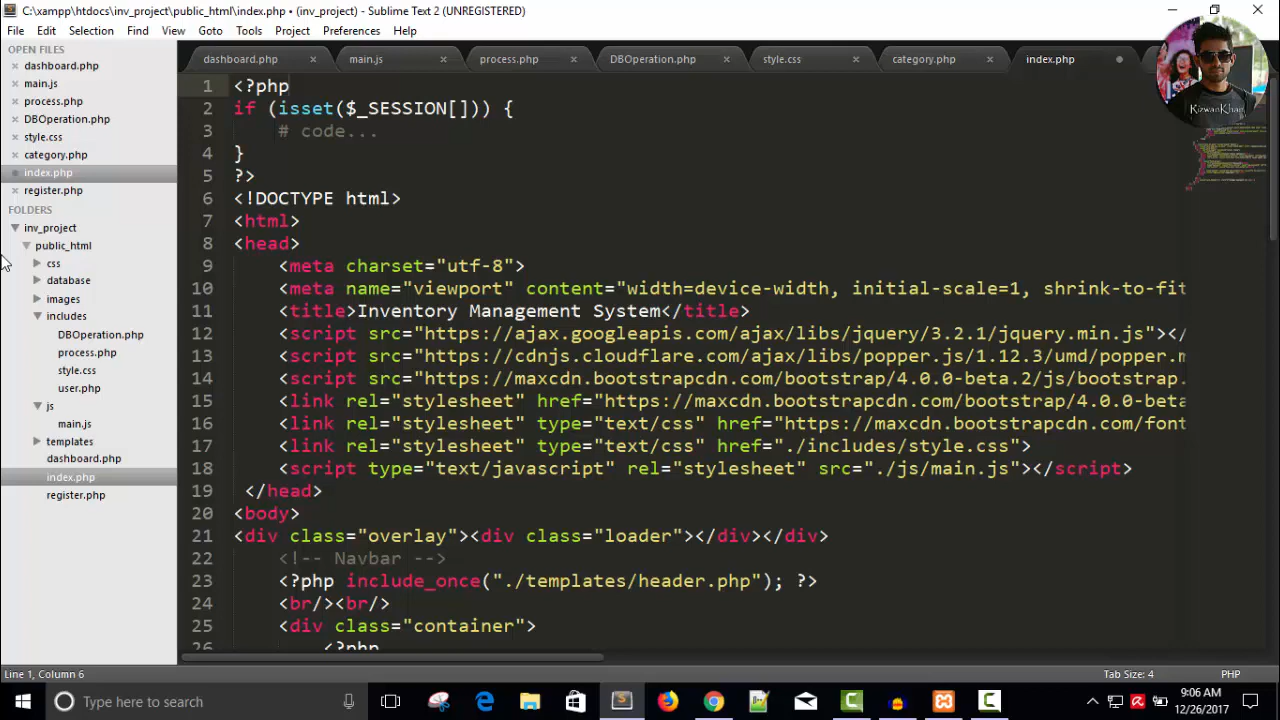 C:\xampp\htdocs\inv_project\public_html\index.php • (inv_project) - Sublime Text 2 (UNREGISTERED)
File Edit Selection Find View Goto Tools Project Preferences Help
OPEN FILES
dashboard.php
main.js
process.php
DBOperation.php
style.css
category.php
index.php
register.php
FOLDERS
inv_project
public_html
css
database
images
includes
DBOperation.php
process.php
style.css
user.php
js
main.js
templates
dashboard.php
index.php
register.php
dashboard.php main.js process.php DBOperation.php style.css category.php index.php
RizwanKhan
1 <?php
2 if (isset($_SESSION[])) {
3 # code...
4 }
5 ?>
6 <!DOCTYPE html>
7 <html>
8 <head>
9 <meta charset="utf-8">
10 <meta name="viewport" content="width=device-width, initial-scale=1, shrink-to-fit
11 <title>Inventory Management System</title>
12 <script src="https://ajax.googleapis.com/ajax/libs/jquery/3.2.1/jquery.min.js"></
13 <script src="https://cdnjs.cloudflare.com/ajax/libs/popper.js/1.12.3/umd/popper.m
14 <script src="https://maxcdn.bootstrapcdn.com/bootstrap/4.0.0-beta.2/js/bootstrap.
15 <link rel="stylesheet" href="https://maxcdn.bootstrapcdn.com/bootstrap/4.0.0-beta
16 <link rel="stylesheet" type="text/css" href="https://maxcdn.bootstrapcdn.com/font
17 <link rel="stylesheet" type="text/css" href="./includes/style.css">
18 <script type="text/javascript" rel="stylesheet" src="./js/main.js"></script>
19 </head>
20 <body>
21 <div class="overlay"><div class="loader"></div></div>
22 <!-- Navbar -->
23 <?php include_once("./templates/header.php"); ?>
24 <br/><br/>
25 <div class="container">
26 <?php
Line 1, Column 6
Tab Size: 4 PHP
Type here to search
9:06 AM
12/26/2017